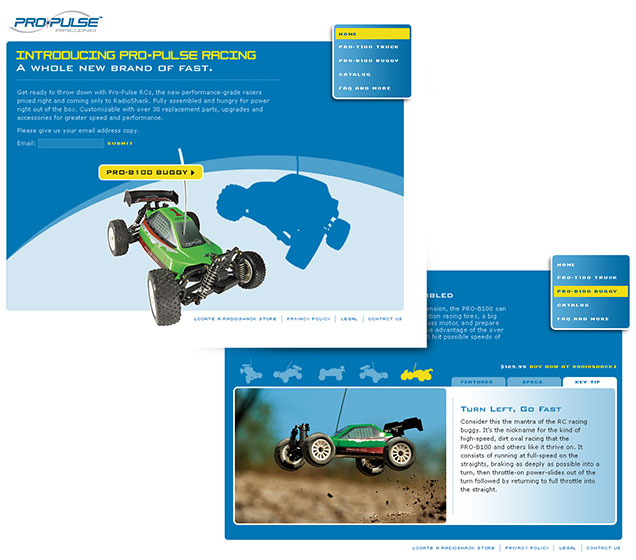 PRO-PULSE
RACING
HOME
PRO-T100 TRUCK
PRO-B100 BUGGY
CATALOG
FAQ AND MORE
INTRODUCING PRO-PULSE RACING
A WHOLE NEW BRAND OF FAST.
Get ready to throw down with Pro-Pulse RCs, the new performance-grade racers
priced right and coming only to RadioShack. Fully assembled and hungry for power
right out of the box. Customizable with over 30 replacement parts, upgrades and
accessories for greater speed and performance.
Please give us your email address copy.
Email: SUBMIT
PRO-B100 BUGGY
LOCATE A RADIOSHACK STORE | PRIVACY POLICY | LEGAL | CONTACT US
HOME
PRO-T100 TRUCK
PRO-B100 BUGGY
CATALOG
FAQ AND MORE
the PRO-B100 can
racing tires, a big
motor, and prepare
advantage of the over
hit possible speeds of
$129.99 BUY NOW AT RADIOSHACK
FEATURES SPECS KEY TIP
TURN LEFT, GO FAST
Consider this the mantra of the RC racing
buggy. It's the nickname for the kind of
high-speed, dirt oval racing that the
PRO-B100 and others like it thrive on. It
consists of running at full-speed on the
straights, braking as deeply as possible into a
turn, then throttle-on power-slides out of the
turn followed by returning to full throttle into
the straight.
LOCATE A RADIOSHACK STORE | PRIVACY POLICY | LEGAL | CONTACT US